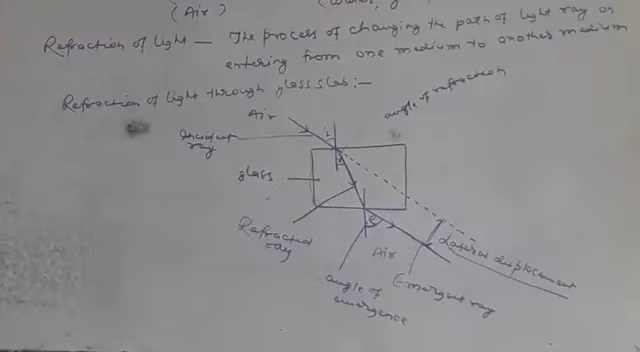 (Air)
Refraction of light — The process of changing the path of light ray on
entering from one medium to another medium
Refraction of light through glass slab:—
angle of refraction
Air
Incident
ray
i
r
glass
Refracted
ray
e
Air
Lateral displacement
Emergent ray
angle of
emergence